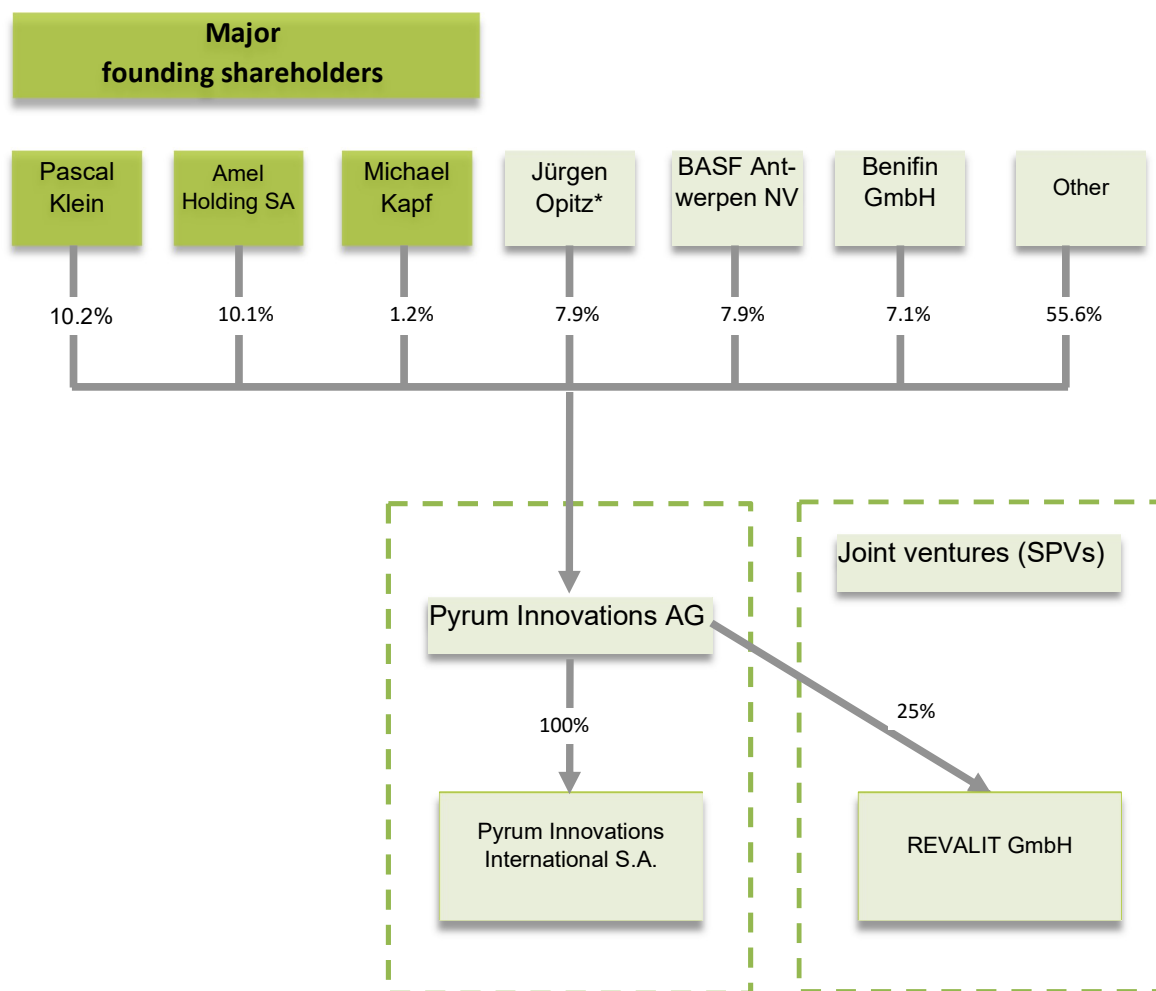 Major
founding shareholders
Pascal
Klein
Amel
Holding SA
Michael
Kapf
Jürgen
Opitz*
BASF Ant-
werpen NV
Benifin
GmbH
Other
10.2%
10.1%
1.2%
7.9%
7.9%
7.1%
55.6%
Joint ventures (SPVs)
Pyrum Innovations AG
100%
25%
Pyrum Innovations
International S.A.
REVALIT GmbH